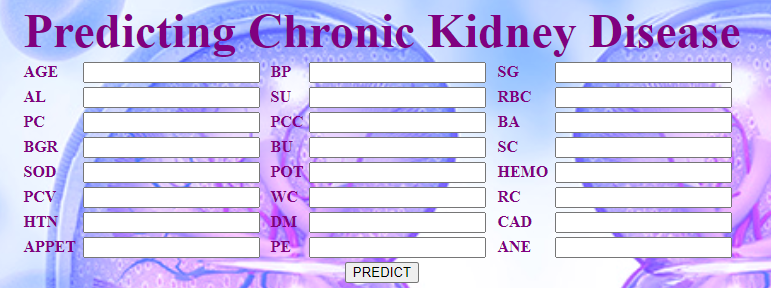 Predicting Chronic Kidney Disease
AGE BP SG
AL SU RBC
PC PCC BA
BGR BU SC
SOD POT HEMO
PCV WC RC
HTN DM CAD
APPET PE ANE
PREDICT